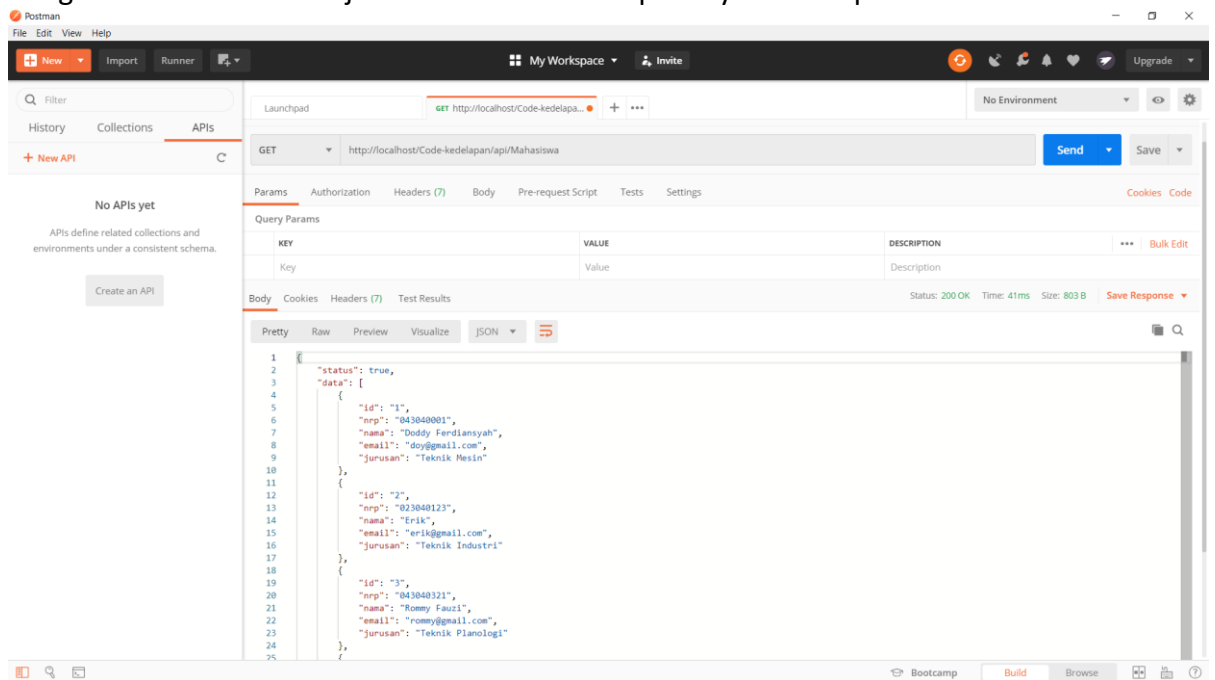 Postman
File Edit View Help
New Import Runner My Workspace Invite Upgrade
Filter
History Collections APIs
+ New API
No APIs yet
APIs define related collections and
environments under a consistent schema.
Create an API
Launchpad GET http://localhost/Code-kedelapa... + ••• No Environment
GET http://localhost/Code-kedelapan/api/Mahasiswa Send Save
Params Authorization Headers (7) Body Pre-request Script Tests Settings Cookies Code
Query Params
KEY VALUE DESCRIPTION ••• Bulk Edit
Key Value Description
Body Cookies Headers (7) Test Results Status: 200 OK Time: 41ms Size: 803 B Save Response
Pretty Raw Preview Visualize JSON
1 {
2 "status": true,
3 "data": [
4 {
5 "id": "1",
6 "nrp": "043040001",
7 "nama": "Doddy Ferdiansyah",
8 "email": "doy@gmail.com",
9 "jurusan": "Teknik Mesin"
10 },
11 {
12 "id": "2",
13 "nrp": "023040123",
14 "nama": "Erik",
15 "email": "erik@gmail.com",
16 "jurusan": "Teknik Industri"
17 },
18 {
19 "id": "3",
20 "nrp": "043040321",
21 "nama": "Rommy Fauzi",
22 "email": "rommy@gmail.com",
23 "jurusan": "Teknik Planologi"
24 },
25 {
Bootcamp Build Browse